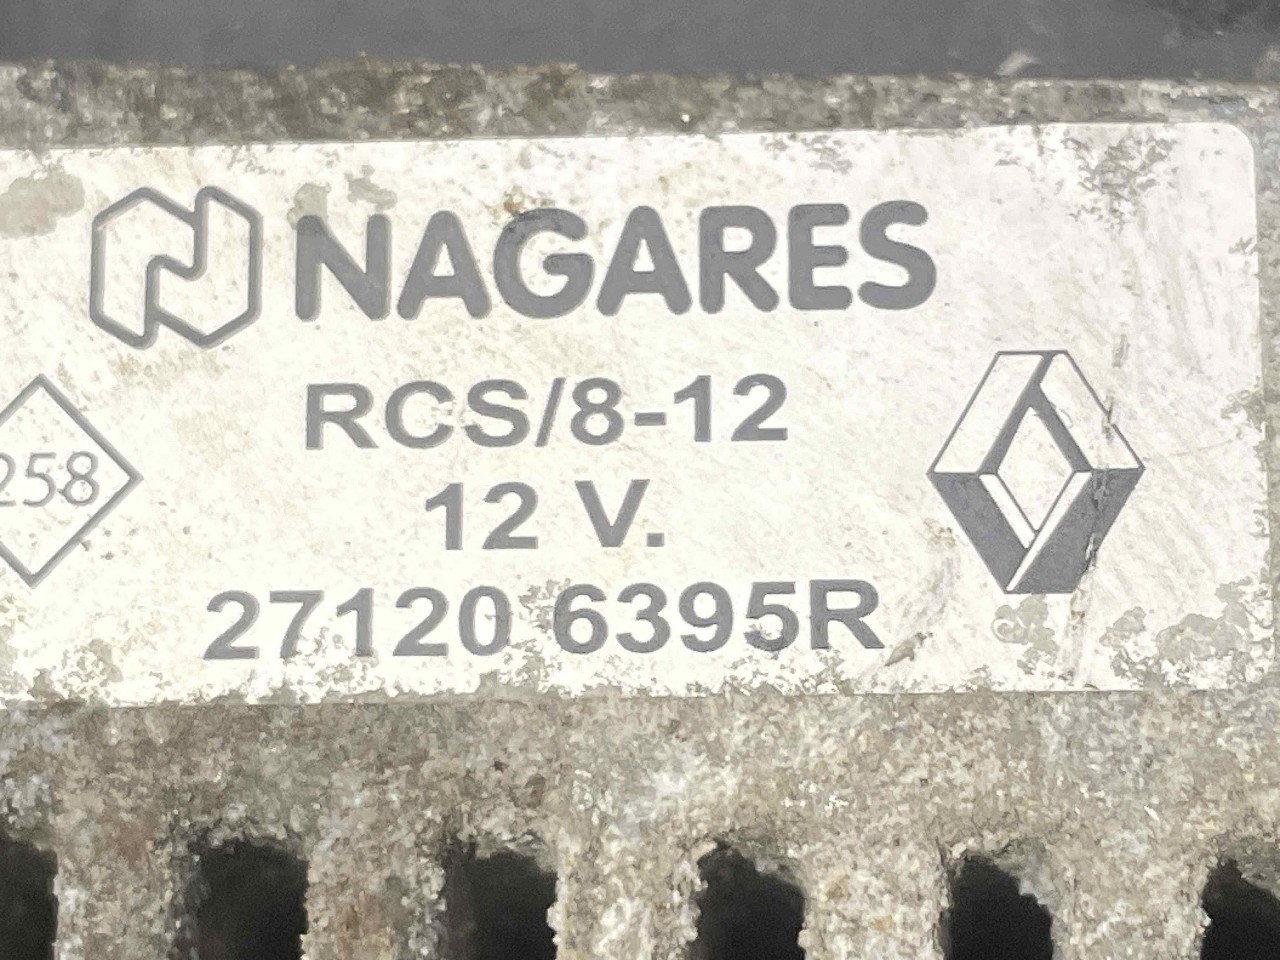 NAGARES
RCS/8-12
258
12 V.
27120 6395R